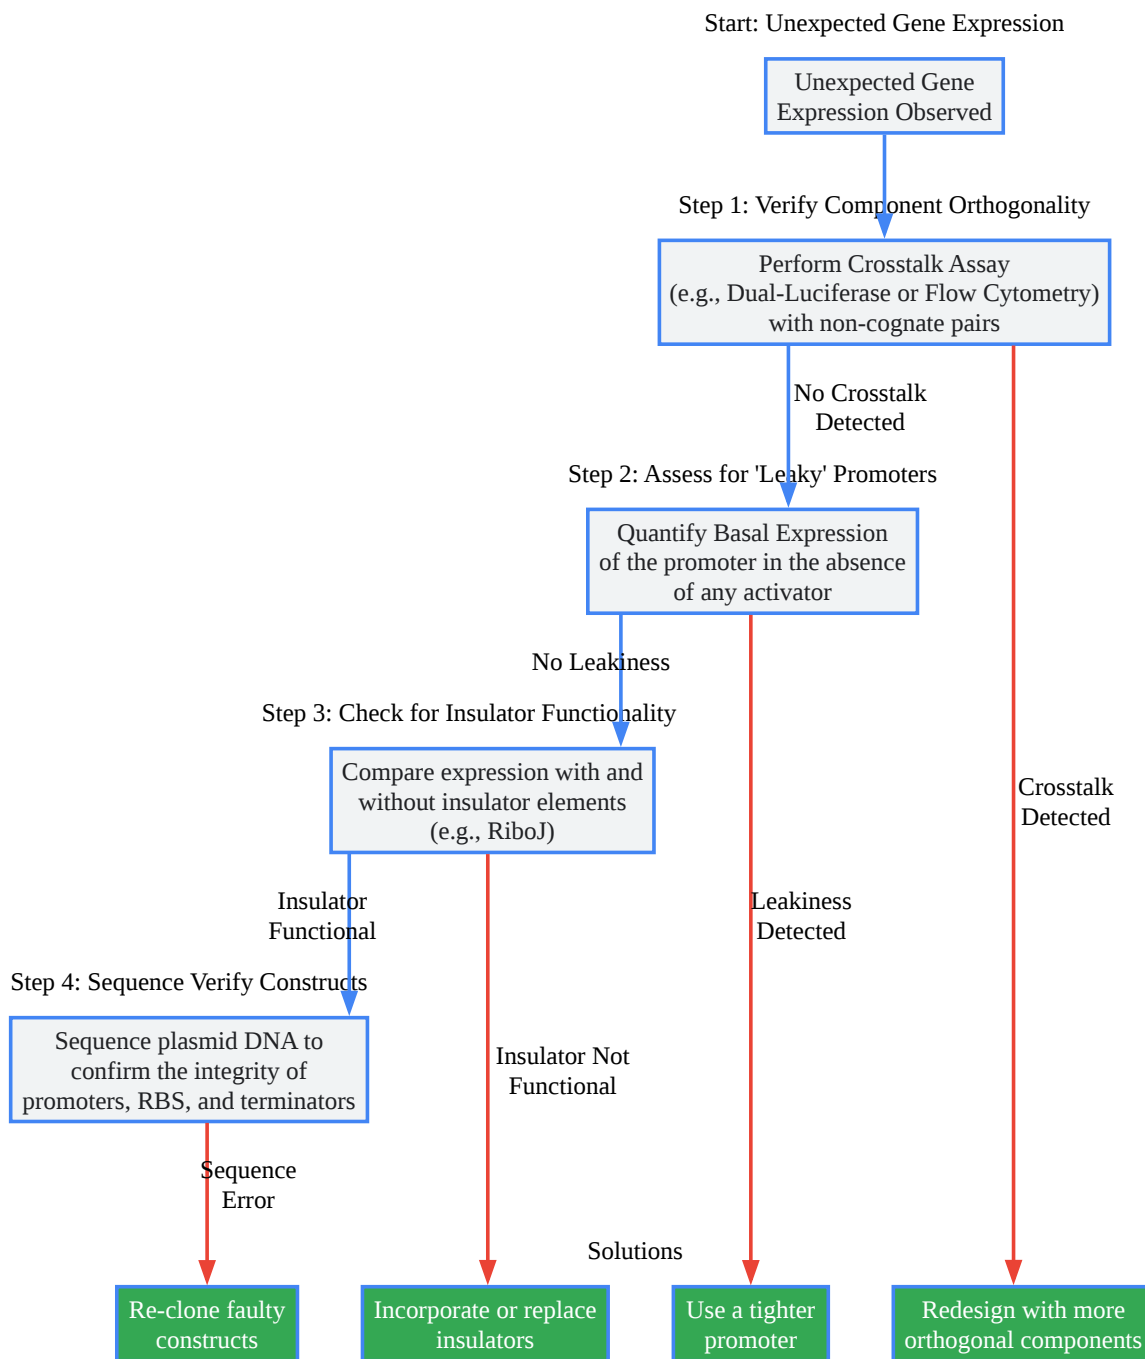 Start: Unexpected Gene Expression
Unexpected Gene
Expression Observed
Step 1: Verify Component Orthogonality
Perform Crosstalk Assay
(e.g., Dual-Luciferase or Flow Cytometry)
with non-cognate pairs
No Crosstalk
Detected
Step 2: Assess for 'Leaky' Promoters
Quantify Basal Expression
of the promoter in the absence
of any activator
No Leakiness
Step 3: Check for Insulator Functionality
Compare expression with and
without insulator elements
(e.g., RiboJ)
Crosstalk
Detected
Insulator
Functional
Leakiness
Detected
Step 4: Sequence Verify Constructs
Sequence plasmid DNA to
confirm the integrity of
promoters, RBS, and terminators
Insulator Not
Functional
Sequence
Error
Solutions
Re-clone faulty
constructs
Incorporate or replace
insulators
Use a tighter
promoter
Redesign with more
orthogonal components